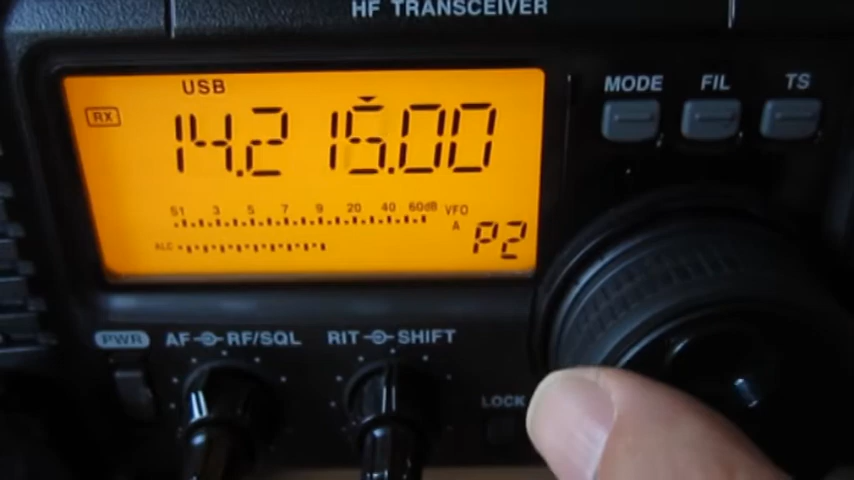 HF TRANSCEIVER
USB
RX
14.215.00
S1 3 5 7 9 20 40 60dB
VFO
A
P2
ALC
MODE FIL TS
PWR
AF RF/SQL
RIT SHIFT
LOCK